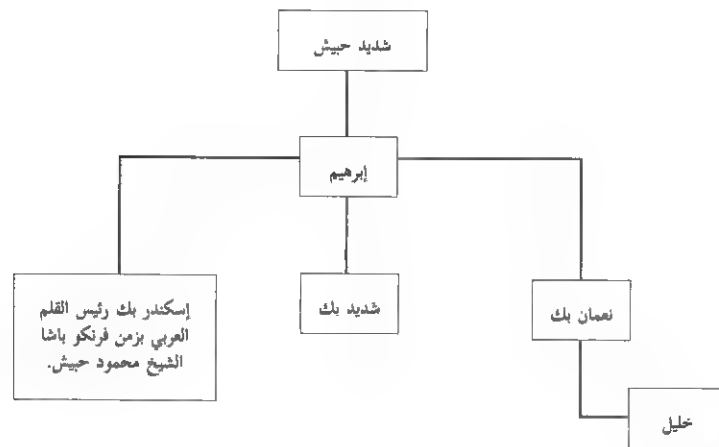 شديد حبيش
إبرهيم
نعمان بك
شديد بك
إسكندر بك رئيس القلم
العربي بزمن فرنكو باشا
الشيخ محمود حبيش.
خليل